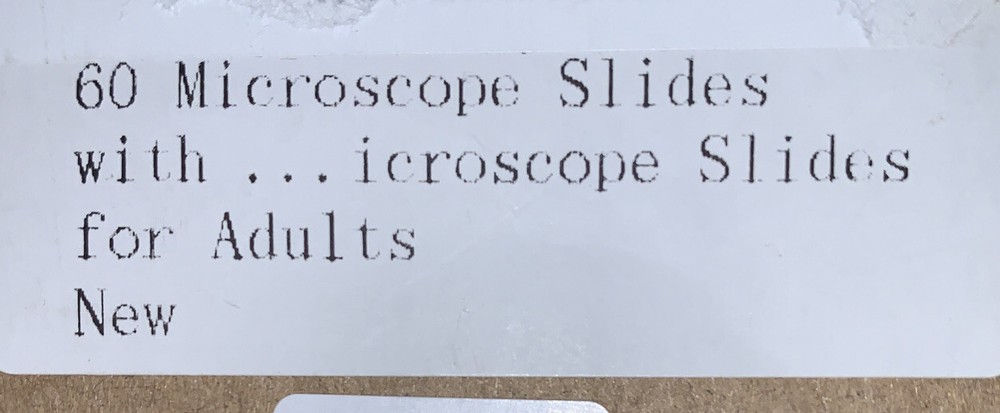 60 Microscope Slides
with ... icroscope Slides
for Adults
New